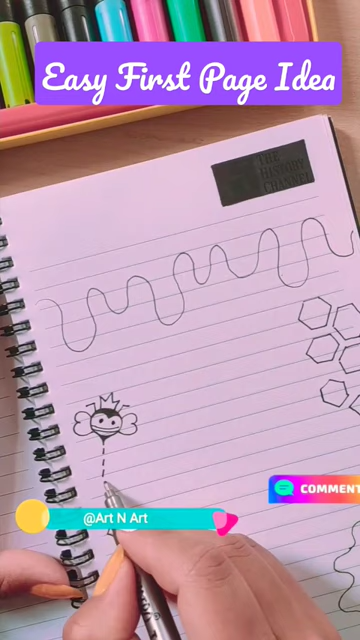 Easy First Page Idea
THE
HISTORY
CHANNEL
COMMENT
@Art N Art